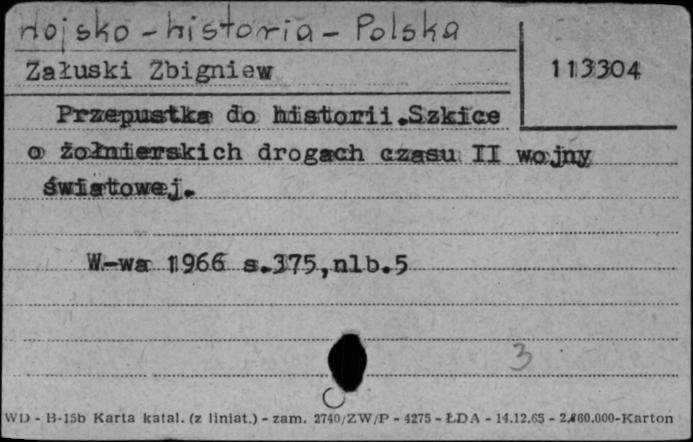 Wojsko - historia - Polska
Załuski Zbigniew
113304
Przepustka do historii.Szkice
o żołnierskich drogach czasu II wojny
światowej.
W-wa 1966 s.375,nlb.5
3
WD - B-15b Karta katal. (z liniat.) - zam. 2740/ZW/P - 4275 - ŁDA - 14.12.65 - 2.860.000-Karton